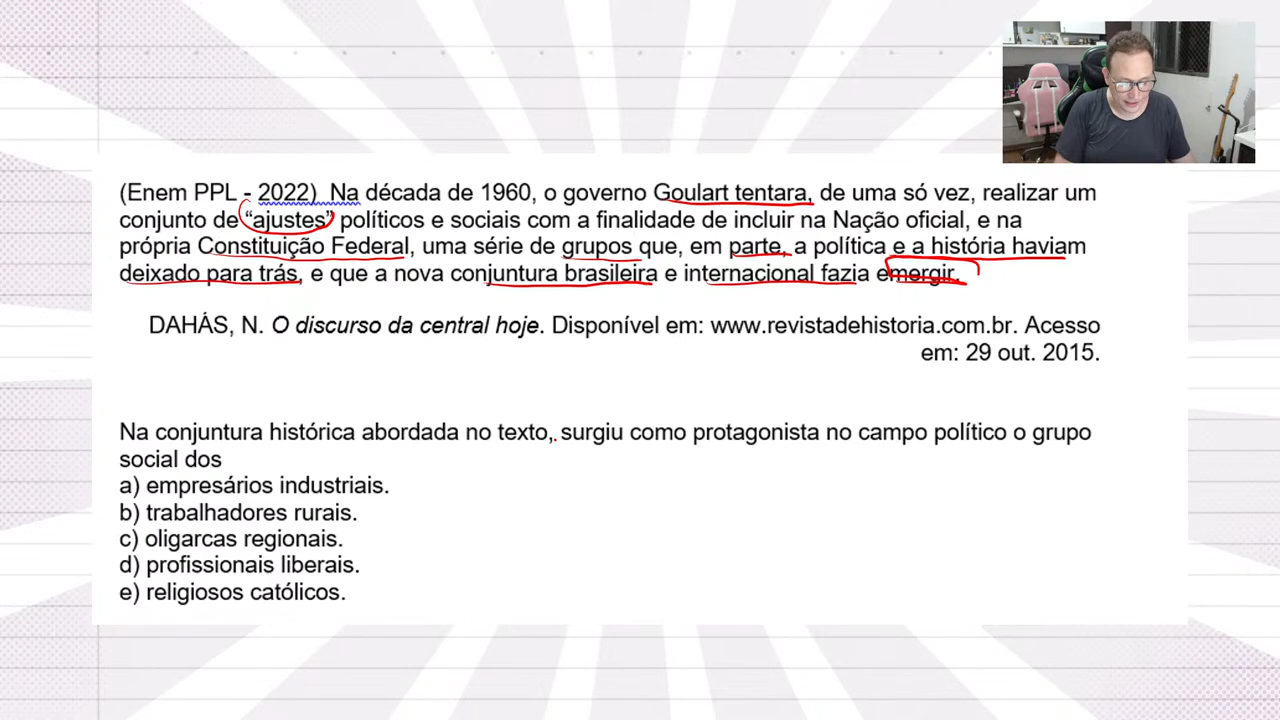 (Enem PPL - 2022) Na década de 1960, o governo Goulart tentara, de uma só vez, realizar um
conjunto de “ajustes” políticos e sociais com a finalidade de incluir na Nação oficial, e na
própria Constituição Federal, uma série de grupos que, em parte, a política e a história haviam
deixado para trás, e que a nova conjuntura brasileira e internacional fazia emergir.
DAHÁS, N. O discurso da central hoje. Disponível em: www.revistadehistoria.com.br. Acesso
em: 29 out. 2015.
Na conjuntura histórica abordada no texto, surgiu como protagonista no campo político o grupo
social dos
a) empresários industriais.
b) trabalhadores rurais.
c) oligarcas regionais.
d) profissionais liberais.
e) religiosos católicos.